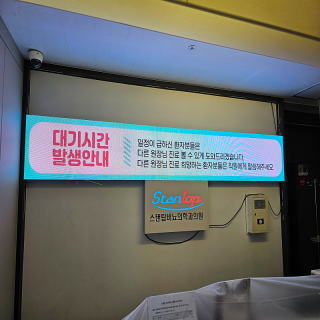 대기시간
발생안내
일정이 급하신 환자분들은
다른 원장님 진료 볼 수 있게 도와드리겠습니다.
다른 원장님 진료 희망하는 환자분들은 직원에게 말씀해주세요.
Stantop
스탠탑비뇨의학과의원